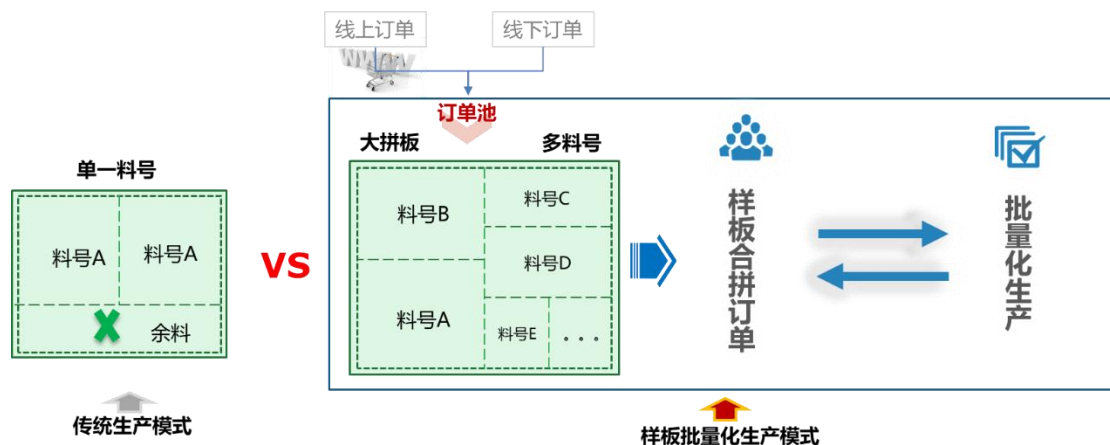 线上订单
线下订单
WWW
订单池
大拼板
多料号
单一料号
料号B
料号C
料号A
料号A
料号D
VS
料号A
料号E
...
余料
样板合拼订单
批量化生产
传统生产模式
样板批量化生产模式